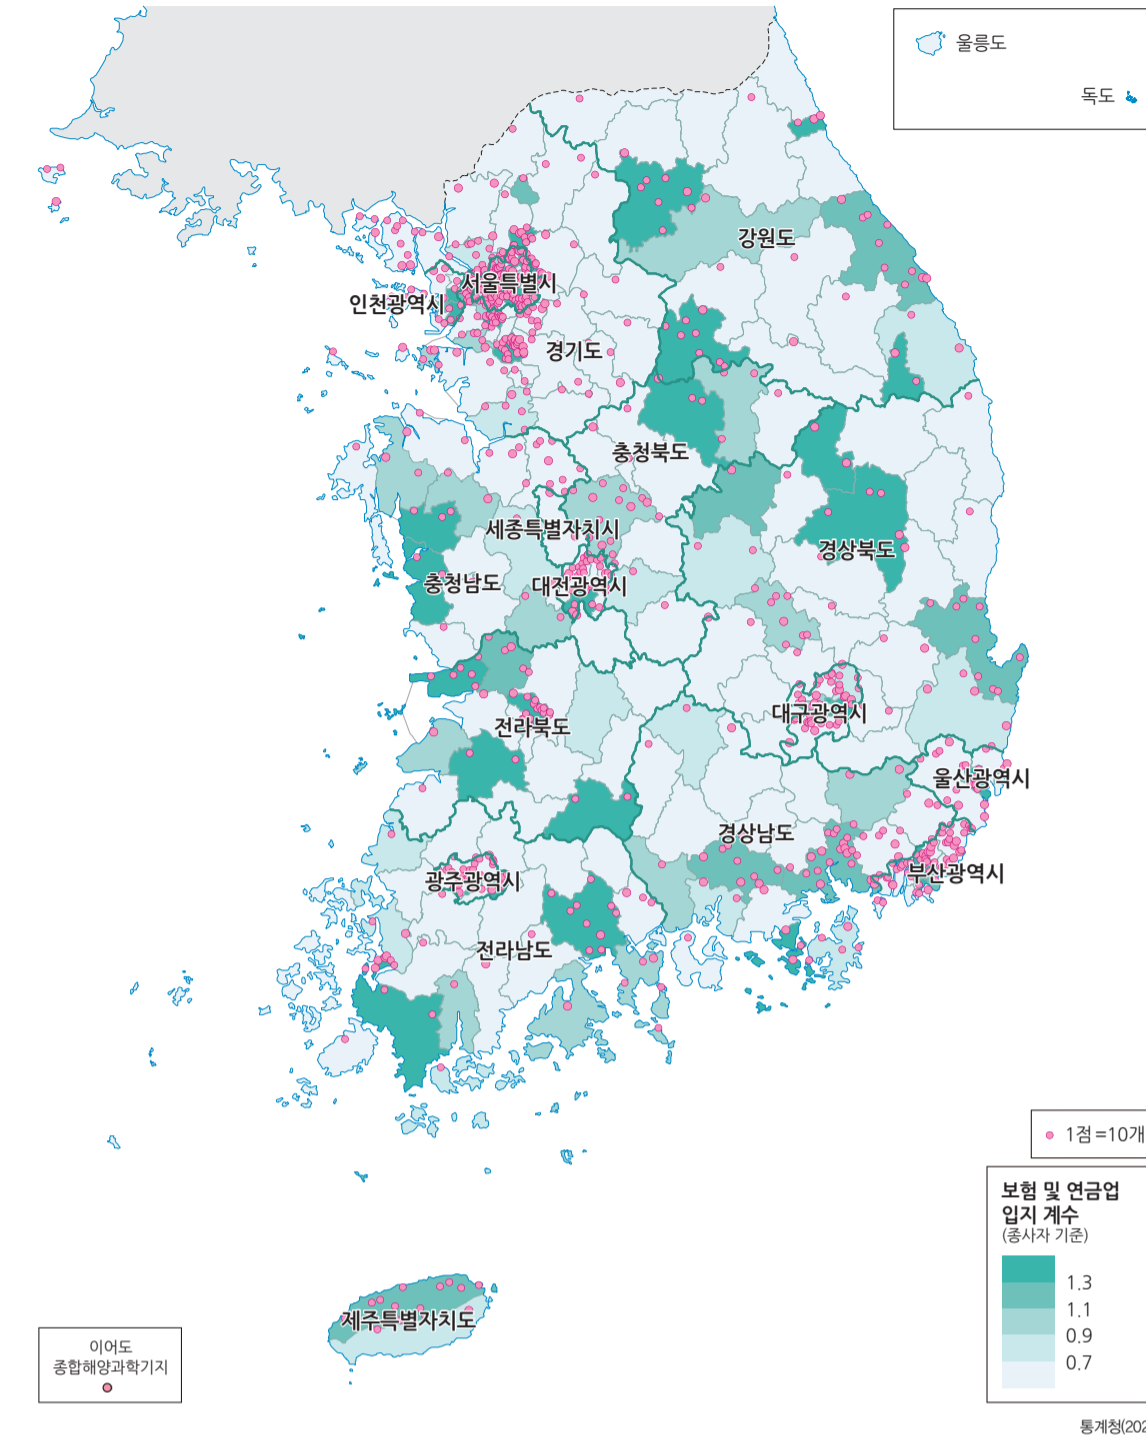 울릉도
독도
강원도
서울특별시
인천광역시
경기도
충청북도
세종특별자치시
경상북도
충청남도
대전광역시
대구광역시
전라북도
울산광역시
경상남도
부산광역시
광주광역시
전라남도
1점=10개
보험 및 연금업
입지 계수
(종사자 기준)
1.3
1.1
0.9
0.7
제주특별자치도
이어도
종합해양과학기지
통계청(202